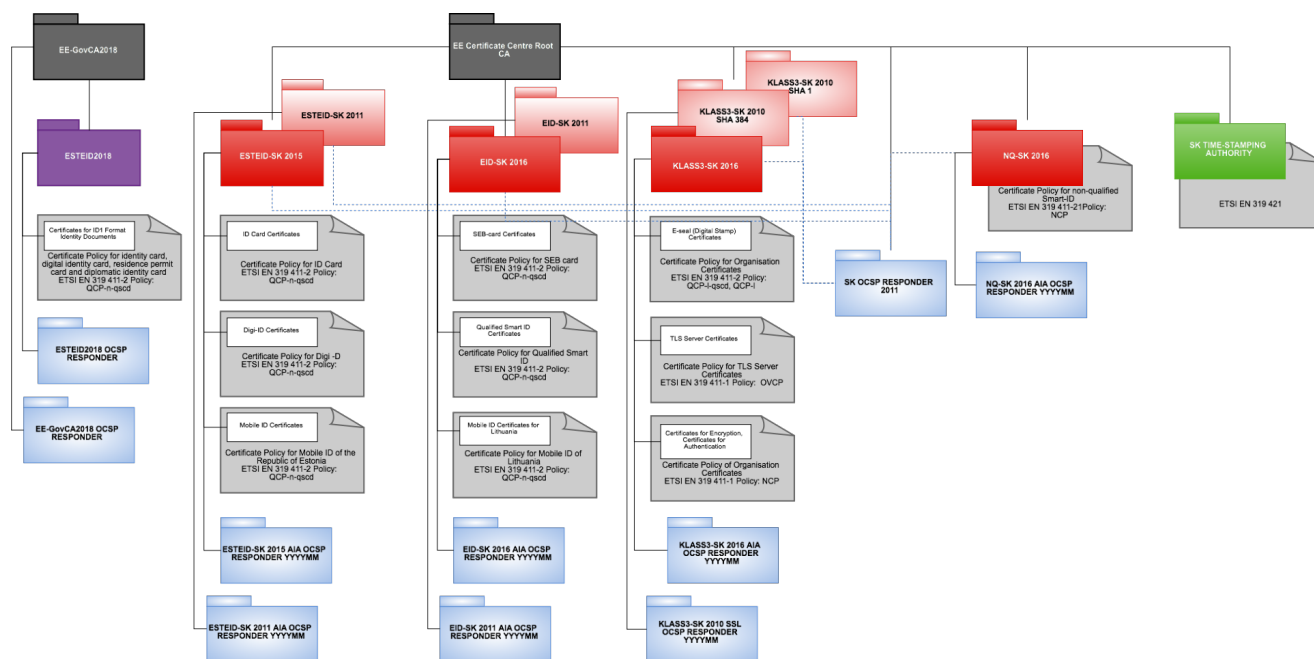 EE-GovCA2018
EE Certificate Centre Root
CA
KLASS3-SK 2010
SHA 1
ESTEID-SK 2011
EID-SK 2011
KLASS3-SK 2010
SHA 384
ESTEID2018
ESTEID-SK 2015
EID-SK 2016
KLASS3-SK 2016
NQ-SK 2016
SK TIME-STAMPING
AUTHORITY
Certificate Policy for non-qualified
Smart-ID
ETSI EN 319 411-21Policy:
NCP
ETSI EN 319 421
Certificates for ID1 Format
Identity Documents
Certificate Policy for identity card,
digital identity card, residence permit
card and diplomatic identity card
ETSI EN 319 411-2 Policy:
QCP-n-qscd
ID Card Certificates
Certificate Policy for ID Card
ETSI EN 319 411-2 Policy:
QCP-n-qscd
SEB-card Certificates
Certificate Policy for SEB card
ETSI EN 319 411-2 Policy:
QCP-n-qscd
E-seal (Digital Stamp)
Certificates
Certificate Policy for Organisation
Certificates
ETSI EN 319 411-2 Policy:
QCP-l-qscd, QCP-l
SK OCSP RESPONDER
2011
NQ-SK 2016 AIA OCSP
RESPONDER YYYYMM
ESTEID2018 OCSP
RESPONDER
Digi-ID Certificates
Certificate Policy for Digi -D
ETSI EN 319 411-2 Policy:
QCP-n-qscd
Qualified Smart ID
Certificates
Certificate Policy for Qualified Smart
ID
ETSI EN 319 411-2 Policy:
QCP-n-qscd
TLS Server Certificates
Certificate Policy for TLS Server
Certificates
ETSI EN 319 411-1 Policy: OVCP
EE-GovCA2018 OCSP
RESPONDER
Mobile ID Certificates
Certificate Policy for Mobile ID of the
Republic of Estonia
ETSI EN 319 411-2 Policy:
QCP-n-qscd
Mobile ID Certificates for
Lithuania
Certificate Policy for Mobile ID of
Lithuania
ETSI EN 319 411-2 Policy:
QCP-n-qscd
Certificates for Encryption,
Certificates for
Authentication
Certificate Policy of Organisation
Certificates
ETSI EN 319 411-1 Policy: NCP
ESTEID-SK 2015 AIA OCSP
RESPONDER YYYYMM
EID-SK 2016 AIA OCSP
RESPONDER YYYYMM
KLASS3-SK 2016 AIA
OCSP RESPONDER
YYYYMM
ESTEID-SK 2011 AIA OCSP
RESPONDER YYYYMM
EID-SK 2011 AIA OCSP
RESPONDER YYYYMM
KLASS3-SK 2010 SSL
OCSP RESPONDER
YYYYMM